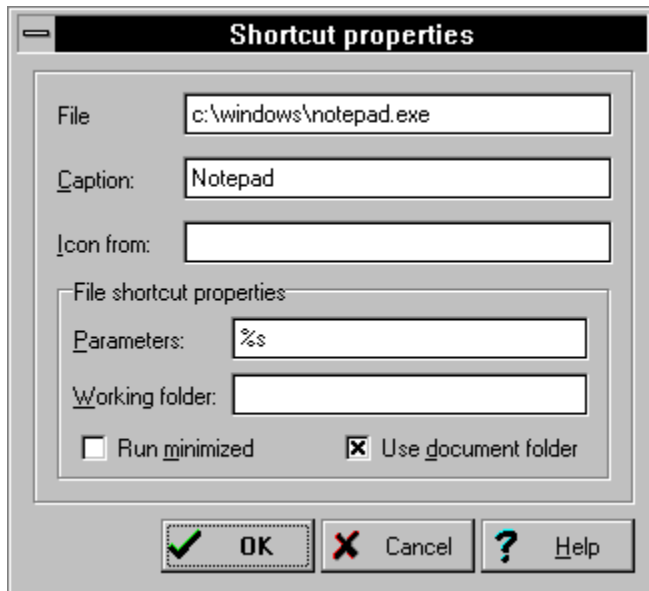 Shortcut properties
File c:\windows\notepad.exe
Caption: Notepad
Icon from:
File shortcut properties
Parameters: %s
Working folder:
Run minimized Use document folder
OK Cancel ? Help